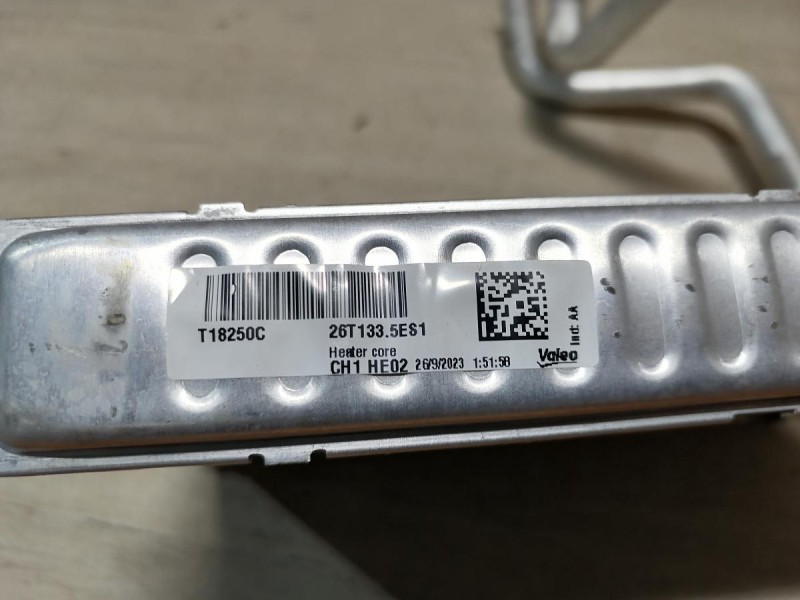 T18250C 26T133.5ES1
Heater core
CH1 HE02 26/9/2023 1:51:58 Valeo
Ind: AA